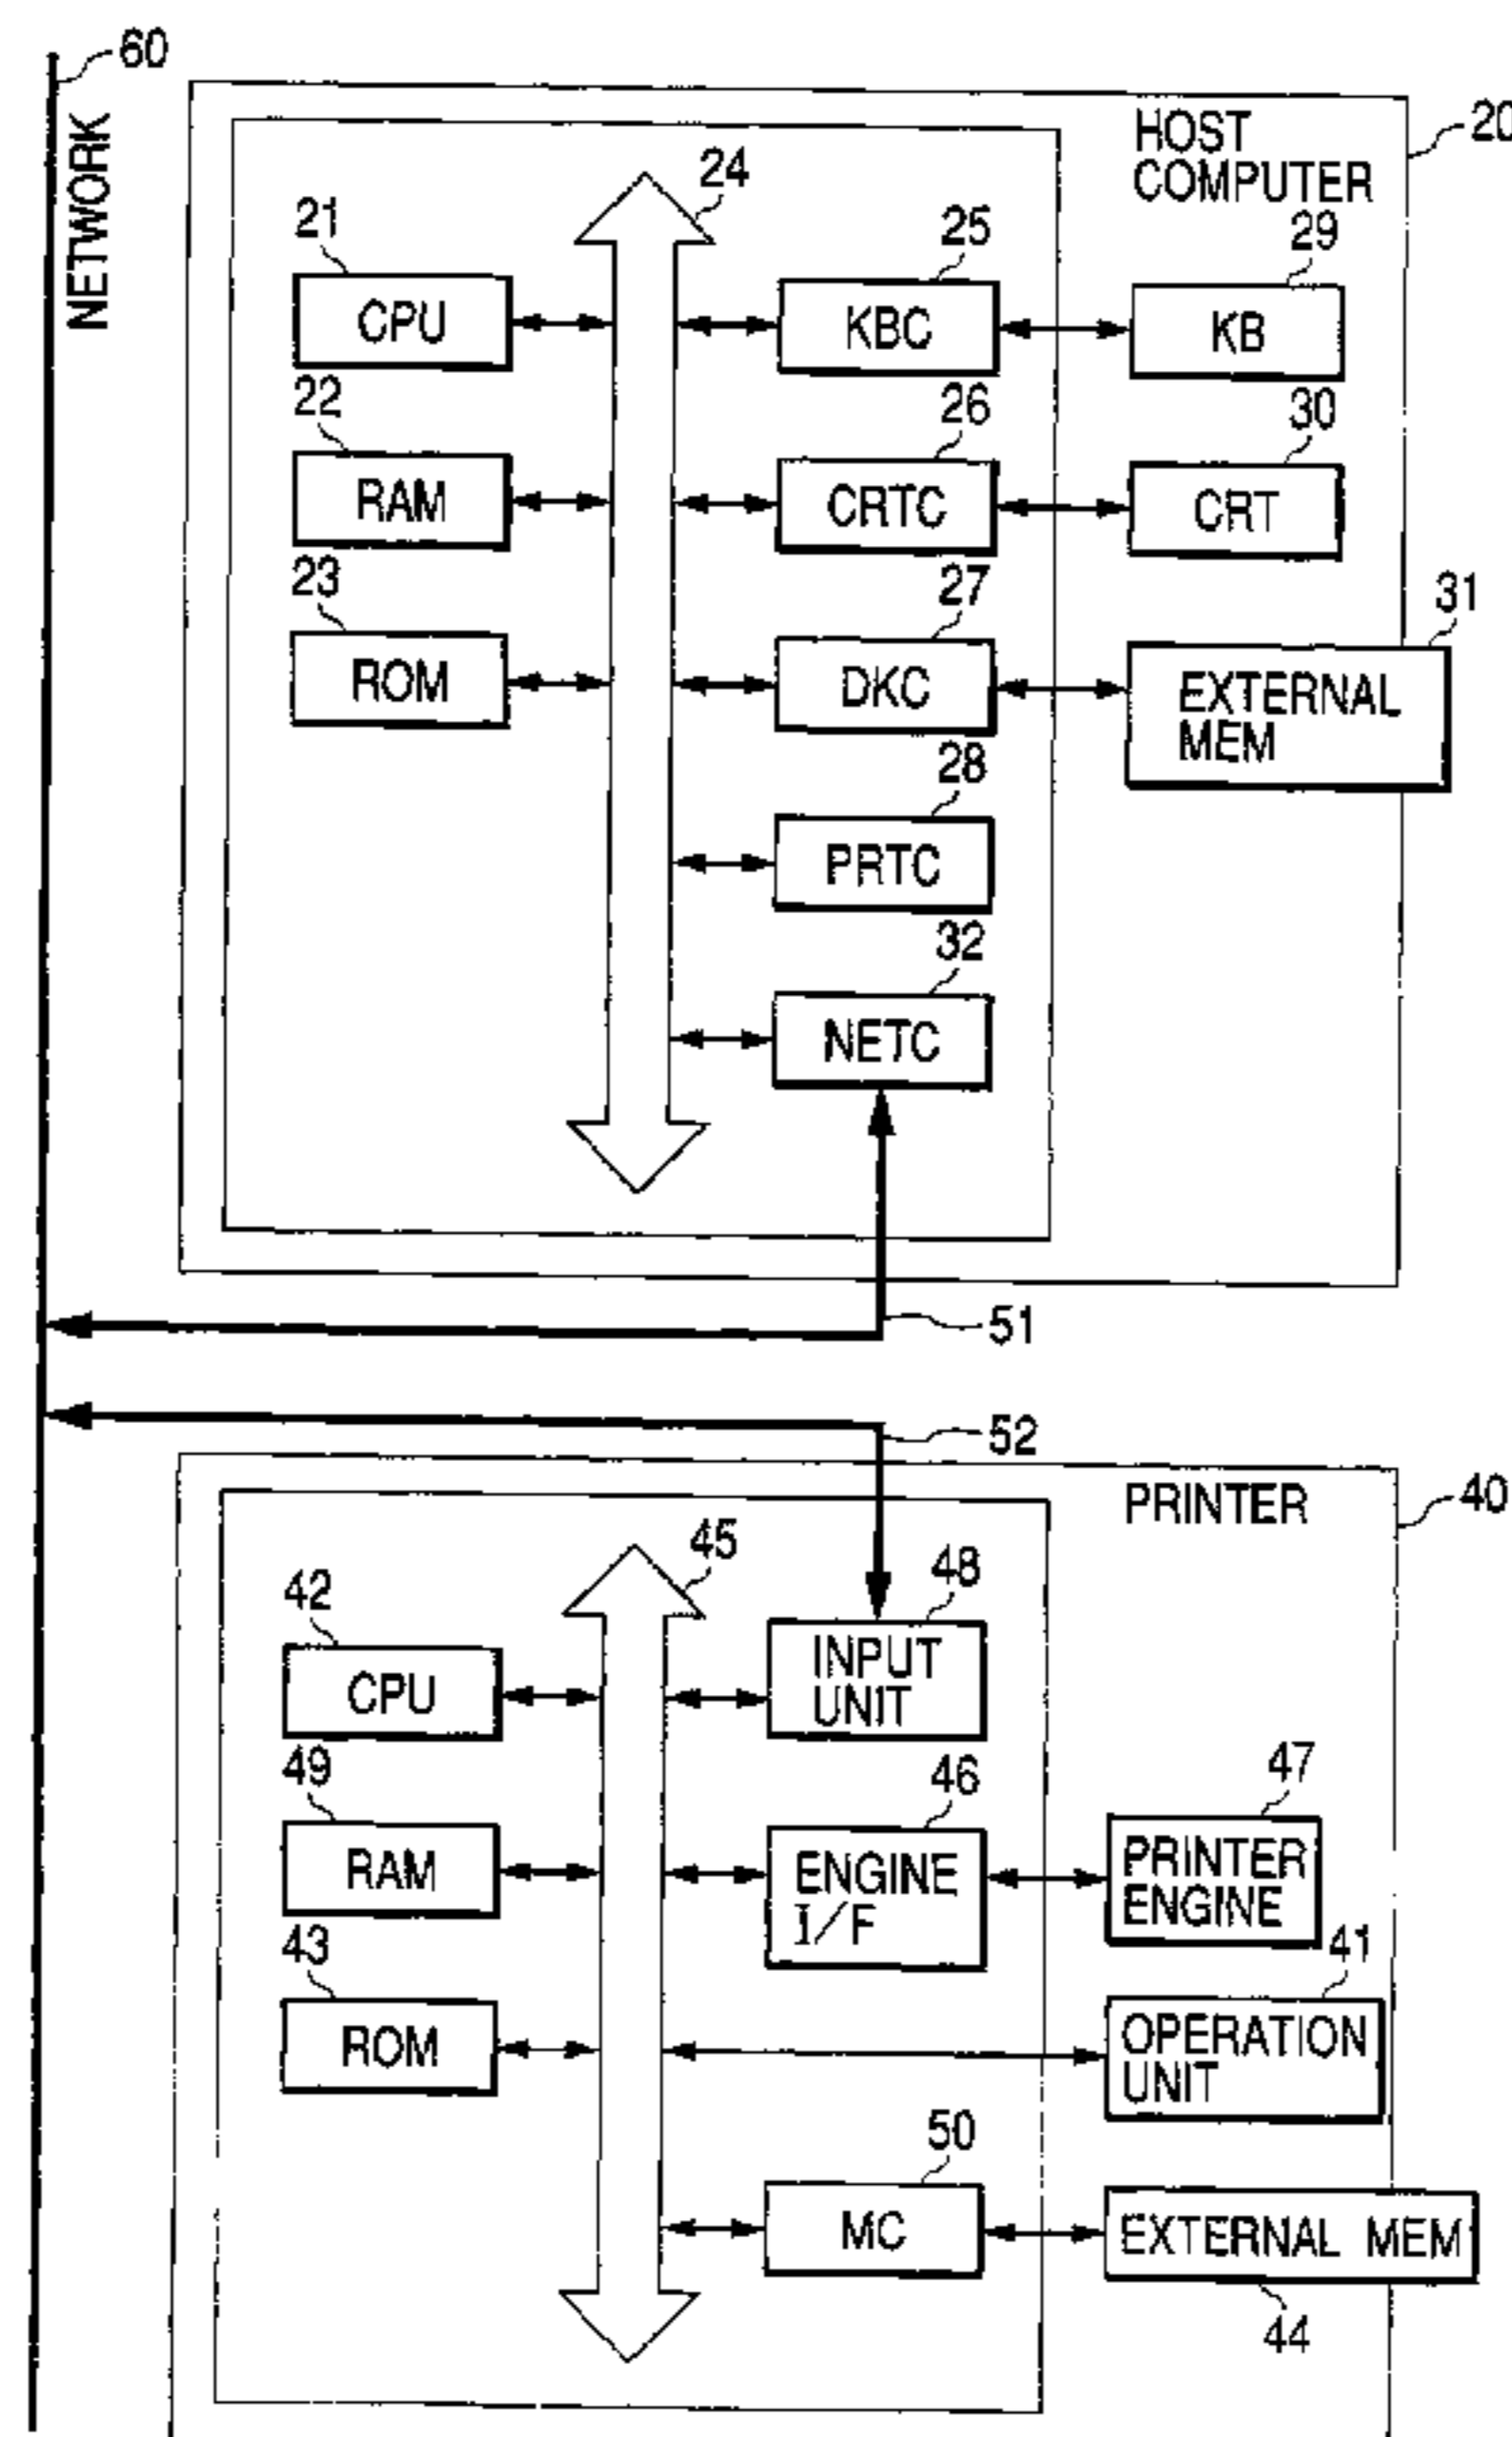 60
NETWORK
HOST
COMPUTER
20
24
21
CPU
25
KBC
29
KB
22
RAM
26
CRTC
30
CRT
23
ROM
27
DKC
31
EXTERNAL
MEM
28
PRTC
32
NETC
51
52
PRINTER
40
45
42
CPU
48
INPUT
UNIT
49
RAM
46
ENGINE
I/F
47
PRINTER
ENGINE
43
ROM
41
OPERATION
UNIT
50
MC
EXTERNAL MEM
44